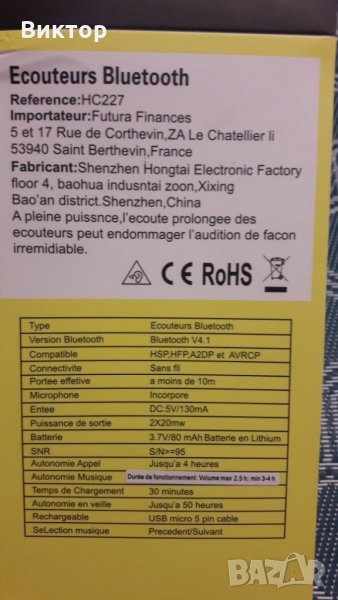 Виктор
Ecouteurs Bluetooth
Reference:HC227
Importateur:Futura Finances
5 et 17 Rue de Corthevin,ZA Le Chatellier li
53940 Saint Berthevin,France
Fabricant:Shenzhen Hongtai Electronic Factory
floor 4, baohua indusntai zoon,Xixing
Bao'an district.Shenzhen,China
A pleine puissnce,l'ecoute prolongee des
ecouteurs peut endommager l'audition de facon
irremidiable.
CE RoHS
Type Ecouteurs Bluetooth
Version Bluetooth Bluetooth V4.1
Compatible HSP,HFP,A2DP et AVRCP
Connectivite Sans fil
Portee effetive a moins de 10m
Microphone Incorpore
Entee DC:5V/130mA
Puissance de sortie 2X20mw
Batterie 3.7V/80 mAh Batterie en Lithium
SNR S/N>=95
Autonomie Appel Jusqu'a 4 heures
Autonomie Musique Durée de fonctionnement: Volume max 2.5 h; min 3-4 h
Temps de Chargement 30 minutes
Autonomie en veille Jusqu'a 50 heures
Rechargeable USB micro 5 pin cable
SeLection musique Precedent/Suivant
BAZAR